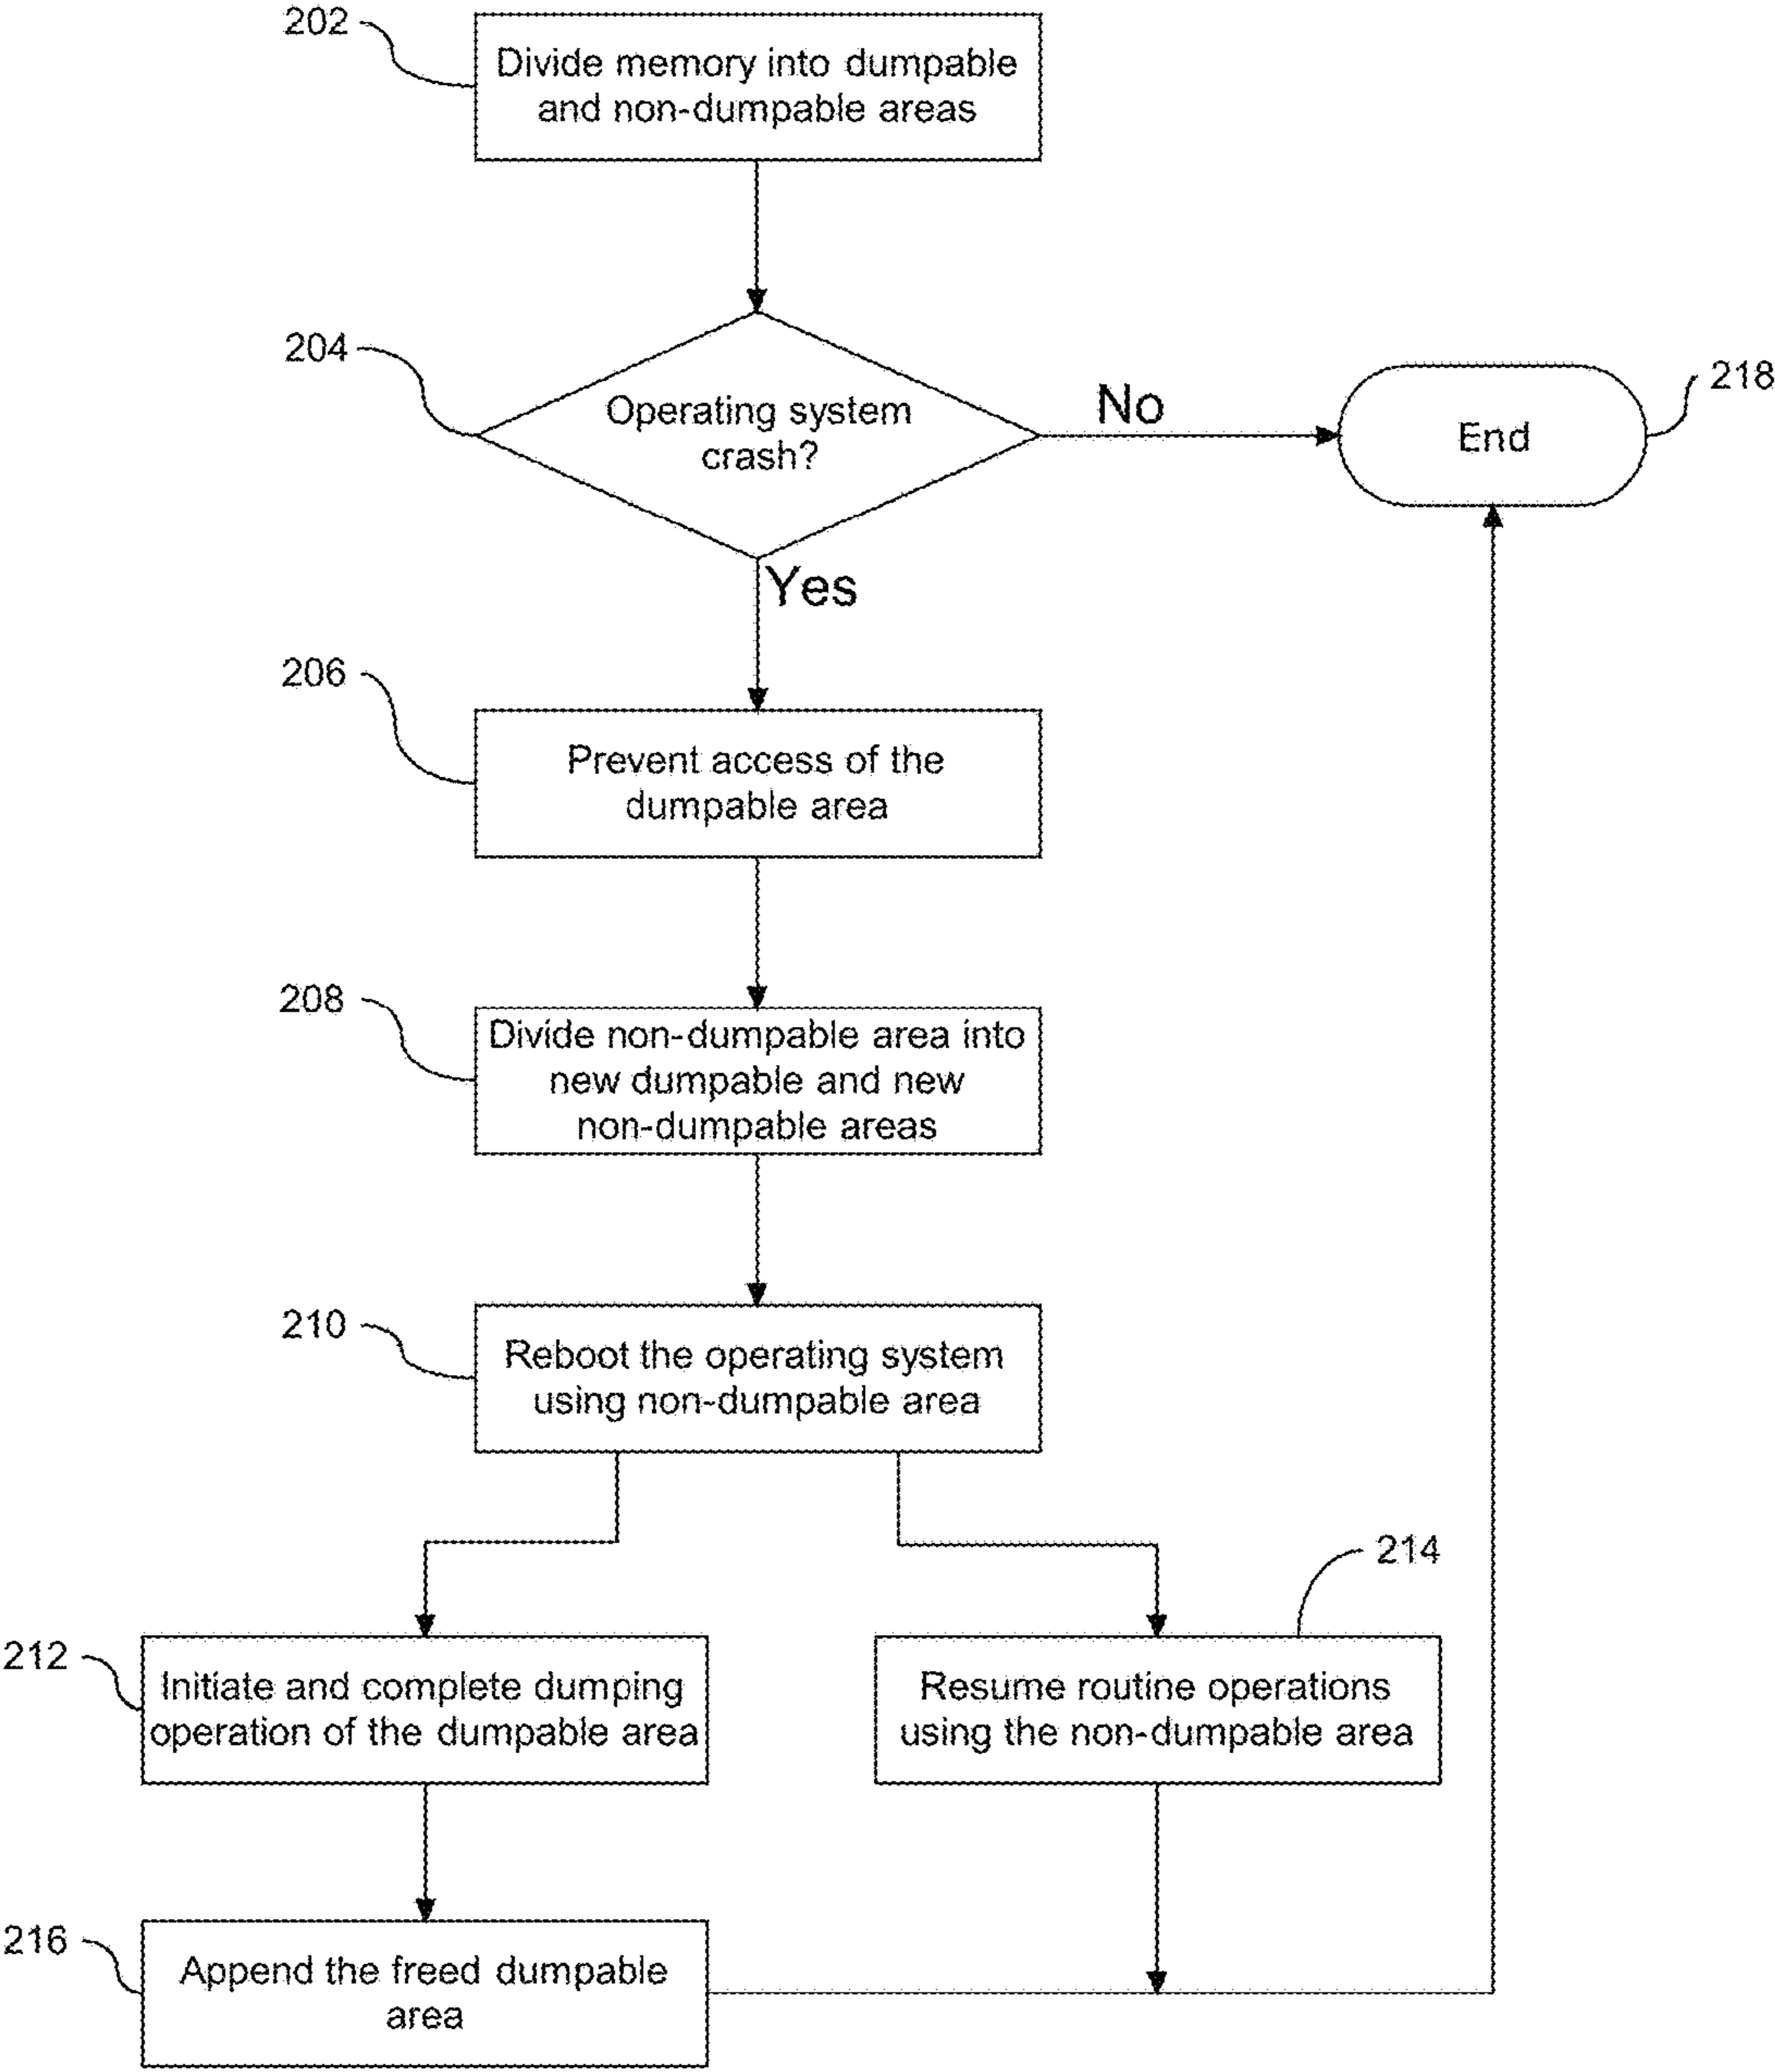 202
Divide memory into dumpable
and non-dumpable areas
204
Operating system
crash?
No
End
218
Yes
206
Prevent access of the
dumpable area
208
Divide non-dumpable area into
new dumpable and new
non-dumpable areas
210
Reboot the operating system
using non-dumpable area
214
212
Initiate and complete dumping
operation of the dumpable area
Resume routine operations
using the non-dumpable area
216
Append the freed dumpable
area